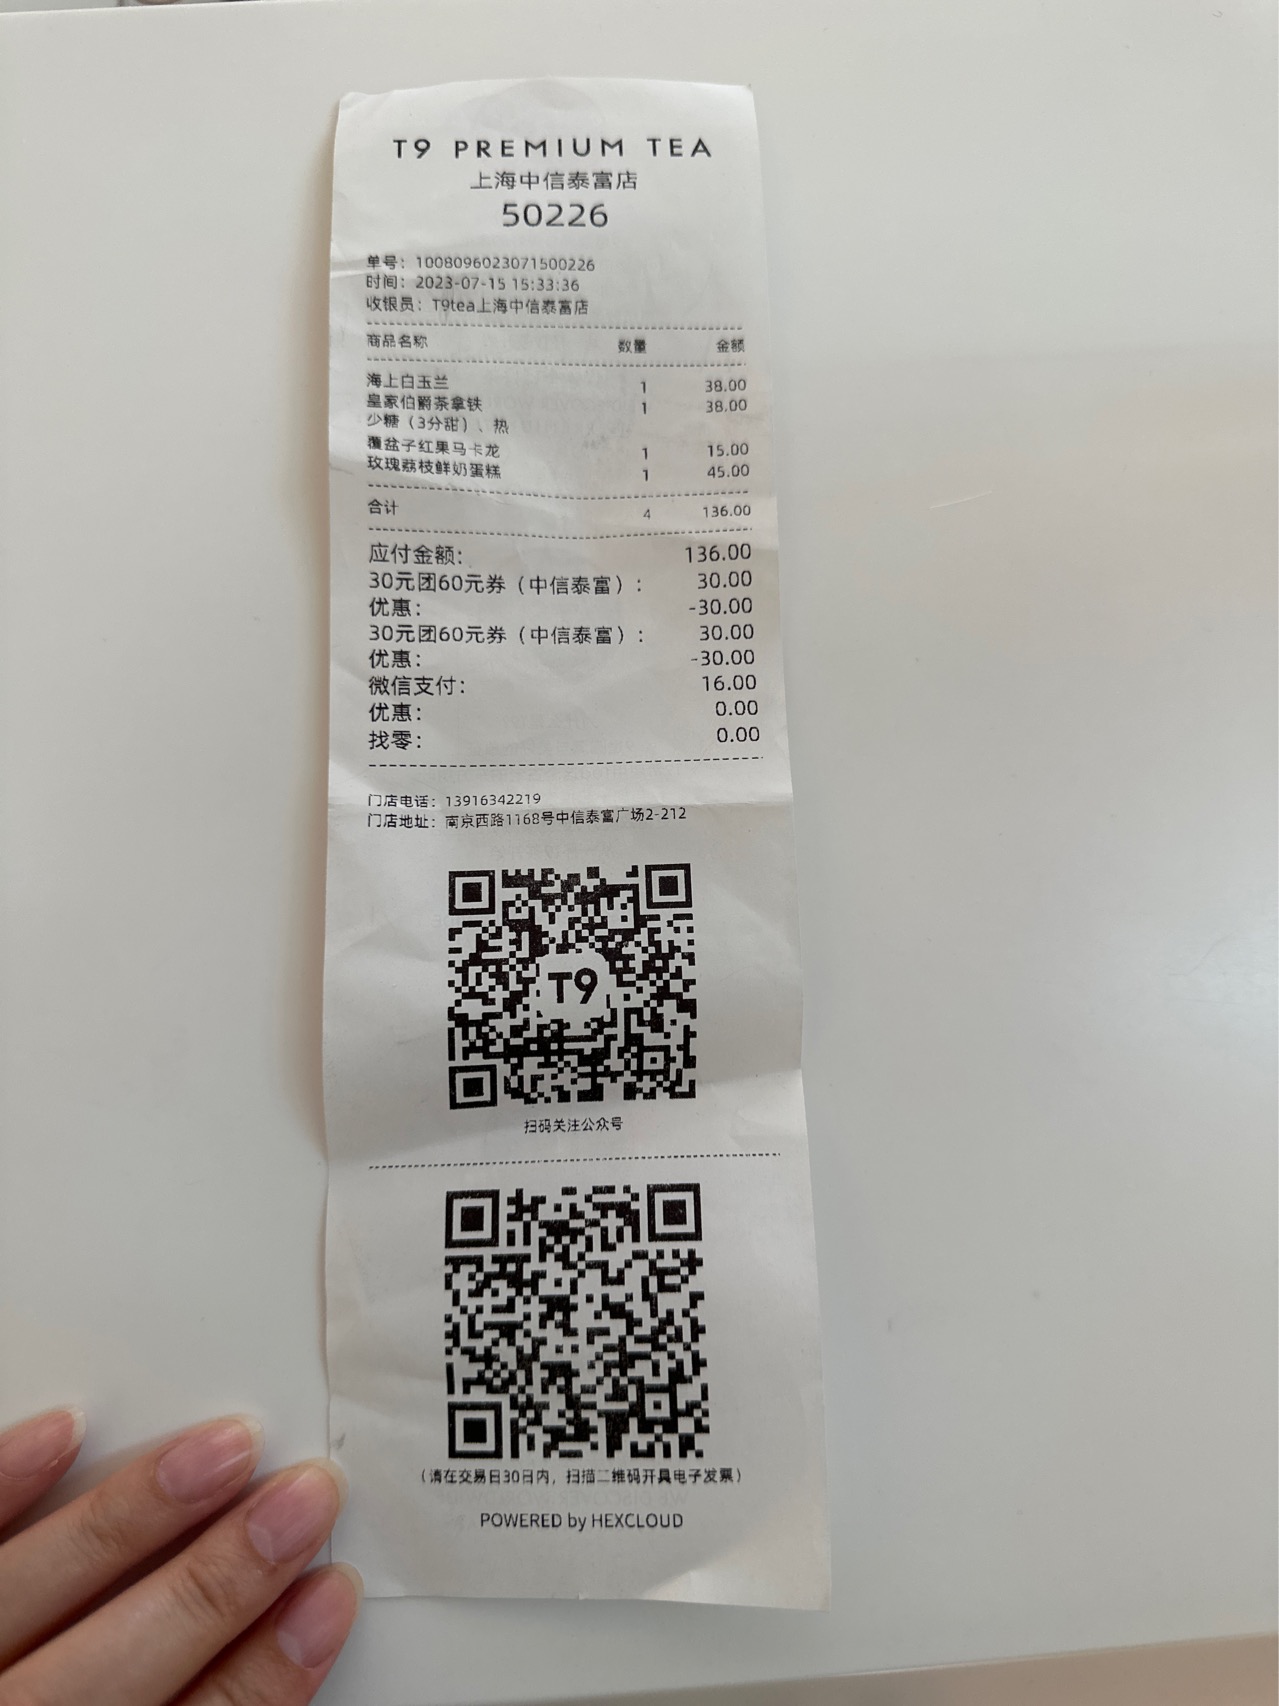 T9 PREMIUM TEA
上海中信泰富店
50226
单号：1008096023071500226
时间：2023-07-15 15:33:36
收银员：T9tea上海中信泰富店
商品名称 数量 金额
海上白玉兰 1 38.00
皇家伯爵茶拿铁 1 38.00
少糖（3分甜）、热
覆盆子红果马卡龙 1 15.00
玫瑰荔枝鲜奶蛋糕 1 45.00
合计 4 136.00
应付金额： 136.00
30元团60元券（中信泰富）： 30.00
优惠： -30.00
30元团60元券（中信泰富）： 30.00
优惠： -30.00
微信支付： 16.00
优惠： 0.00
找零： 0.00
门店电话：13916342219
门店地址：南京西路1168号中信泰富广场2-212
T9
扫码关注公众号
（请在交易日30日内，扫描二维码开具电子发票）
POWERED by HEXCLOUD